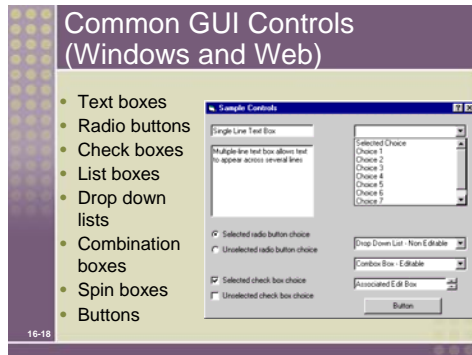 Common GUI Controls
(Windows and Web)
• Text boxes
• Radio buttons
• Check boxes
• List boxes
• Drop down
lists
• Combination
boxes
• Spin boxes
• Buttons
Sample Controls
Single Line Text Box
Multiple-line text box allows text
to appear across several lines
Selected radio button choice
Unselected radio button choice
Selected check box choice
Unselected check box choice
Selected Choice
Choice 1
Choice 2
Choice 3
Choice 4
Choice 5
Choice 6
Choice 7
Drop Down List - Non Editable
Combox Box - Editable
Associated Edit Box
Button
16-18